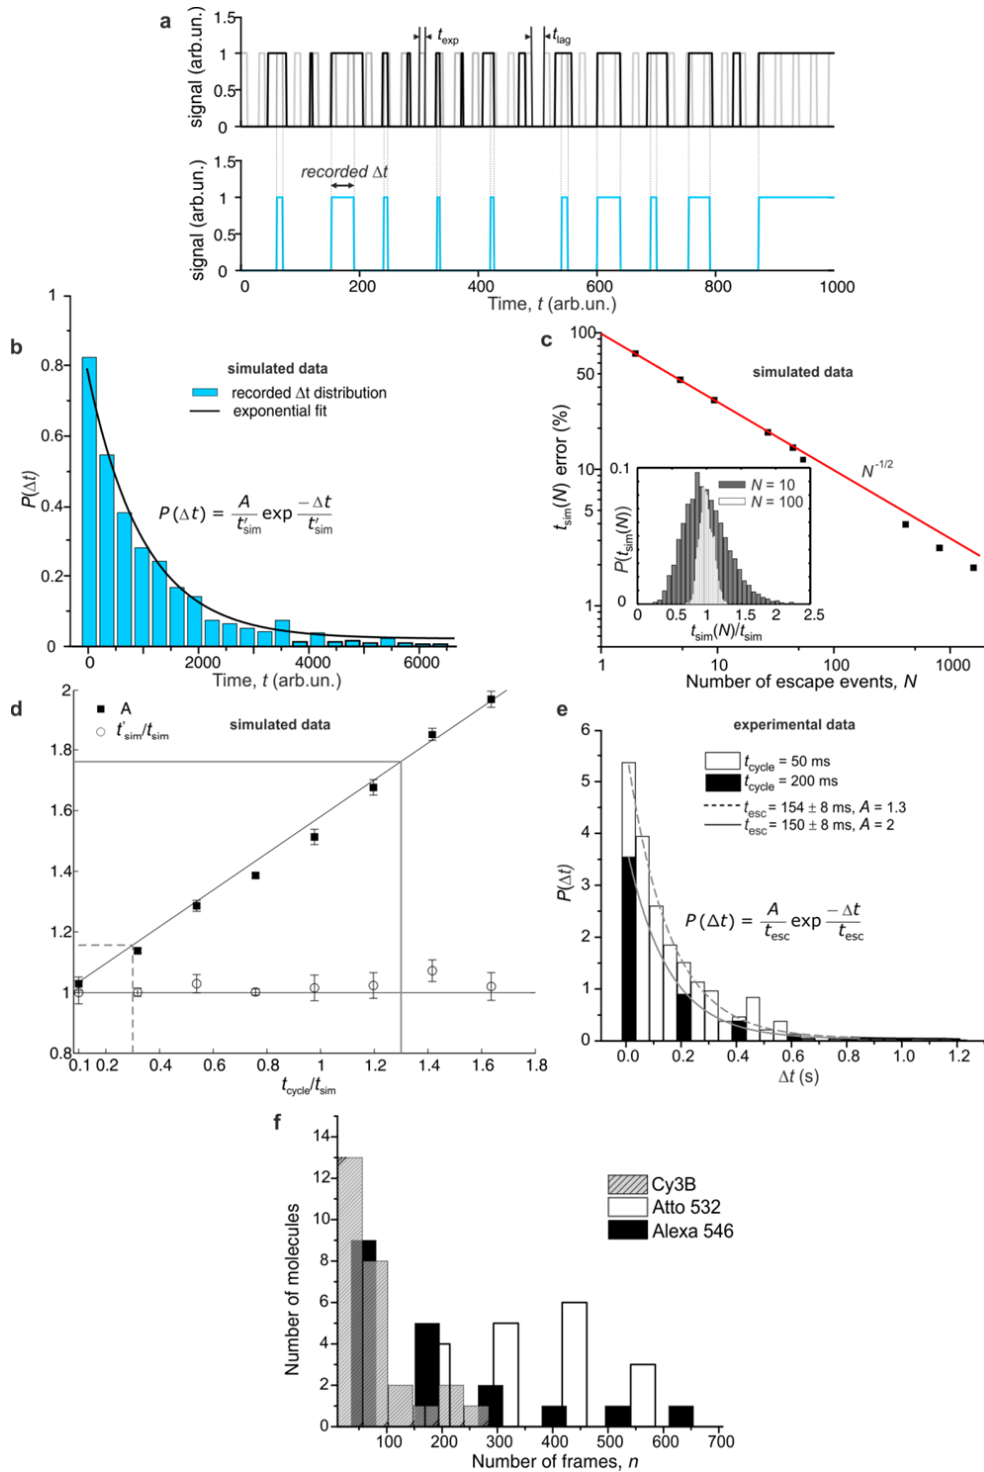 a
1.5
1
0.5
0
signal (arb.un.)
t_exp
t_lag
1.5
1
0.5
0
signal (arb.un.)
recorded Δt
0 200 400 600 800 1000
Time, t (arb.un.)
b
1
0.8
0.6
0.4
0.2
0
P(Δt)
simulated data
recorded Δt distribution
exponential fit
P (Δt) = A/t′sim exp −Δt/t′sim
0 2000 4000 6000
Time, t (arb.un.)
c
100
50
10
5
1
t_sim(N) error (%)
simulated data
N^-1/2
0.1
0
P(t_sim(N))
N = 10
N = 100
0.5 1 1.5 2 2.5
t_sim(N)/t_sim
1 10 100 1000
Number of escape events, N
d
2
1.8
1.6
1.4
1.2
1
0.8
A
t'sim/tsim
simulated data
0.1 0.2 0.4 0.6 0.8 1 1.2 1.4 1.6 1.8
t_cycle/t_sim
e
experimental data
6
5
4
3
2
1
0
P(Δt)
t_cycle = 50 ms
t_cycle = 200 ms
t_esc = 154 ± 8 ms, A = 1.3
t_esc = 150 ± 8 ms, A = 2
P (Δt) = A/t_esc exp −Δt/t_esc
0.0 0.2 0.4 0.6 0.8 1.0 1.2
Δt (s)
f
14
12
10
8
6
4
2
0
Number of molecules
Cy3B
Atto 532
Alexa 546
100 200 300 400 500 600 700
Number of frames, n